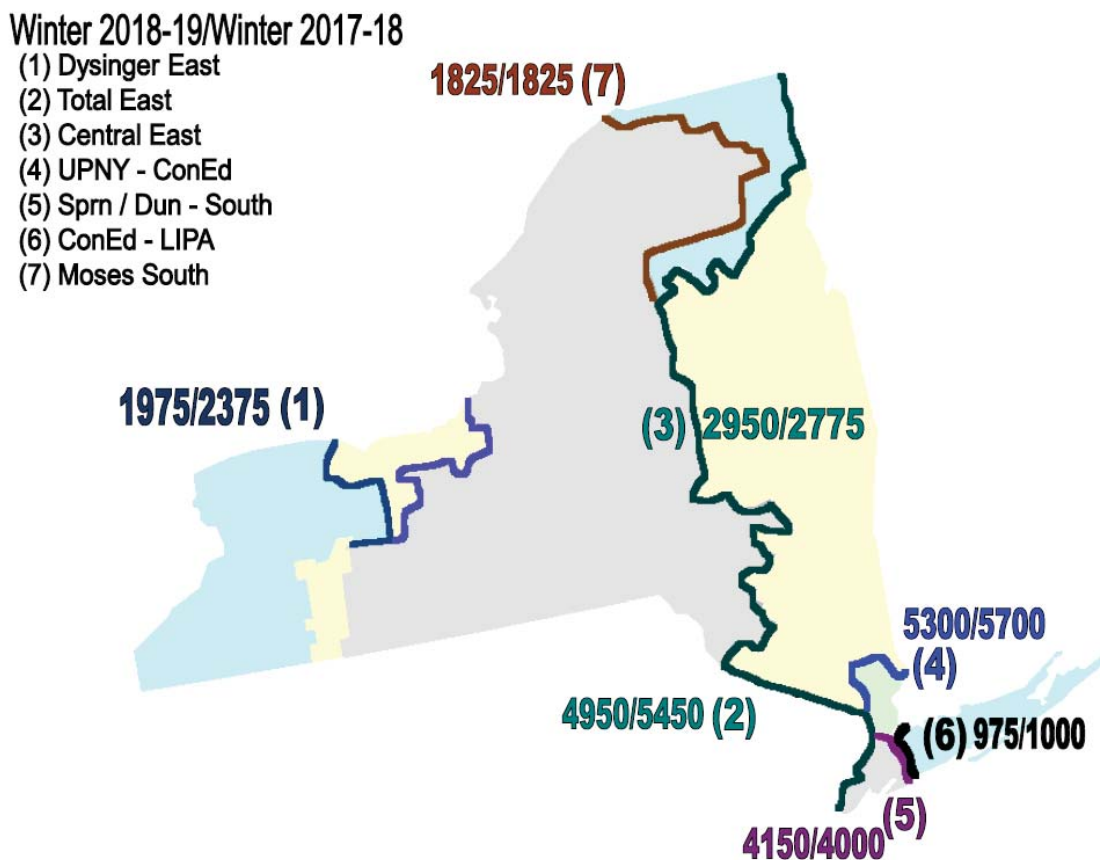 Winter 2018-19/Winter 2017-18
(1) Dysinger East
(2) Total East
(3) Central East
(4) UPNY - ConEd
(5) Sprn / Dun - South
(6) ConEd - LIPA
(7) Moses South
1825/1825 (7)
1975/2375 (1)
(3) 2950/2775
5300/5700
(4)
4950/5450 (2)
(6) 975/1000
(5)
4150/4000